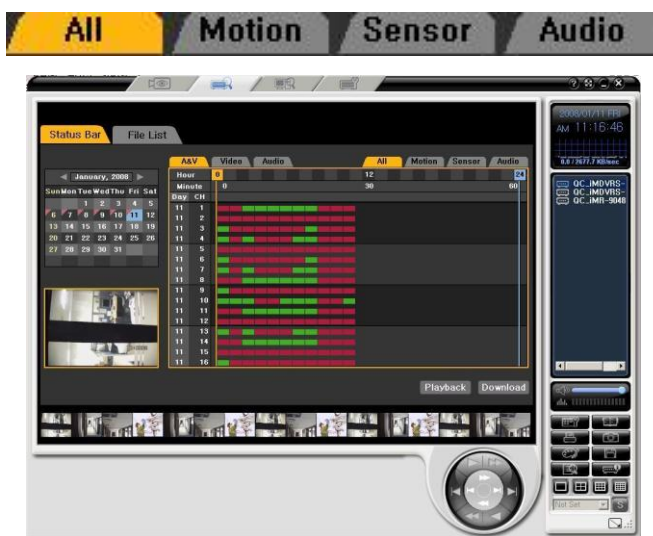 All Motion Sensor Audio
2008/01/11 FRI
AM 11:16:46
Status Bar File List
A&V Video Audio All Motion Sensor Audio
January, 2008
Hour 0 12 24
Minute 0 30 60
Day CH
Sun Mon Tue Wed Thu Fri Sat
1 2 3 4 5
6 7 8 9 10 11 12
13 14 15 16 17 18 19
20 21 22 23 24 25 26
27 28 29 30 31
11 1
11 2
11 3
11 4
11 5
11 6
11 7
11 8
11 9
11 10
11 11
11 12
11 13
11 14
11 15
11 16
QC_iMDVRS-
QC_iMDVRS-
QC_iMR-9048
Playback Download
Not Set S